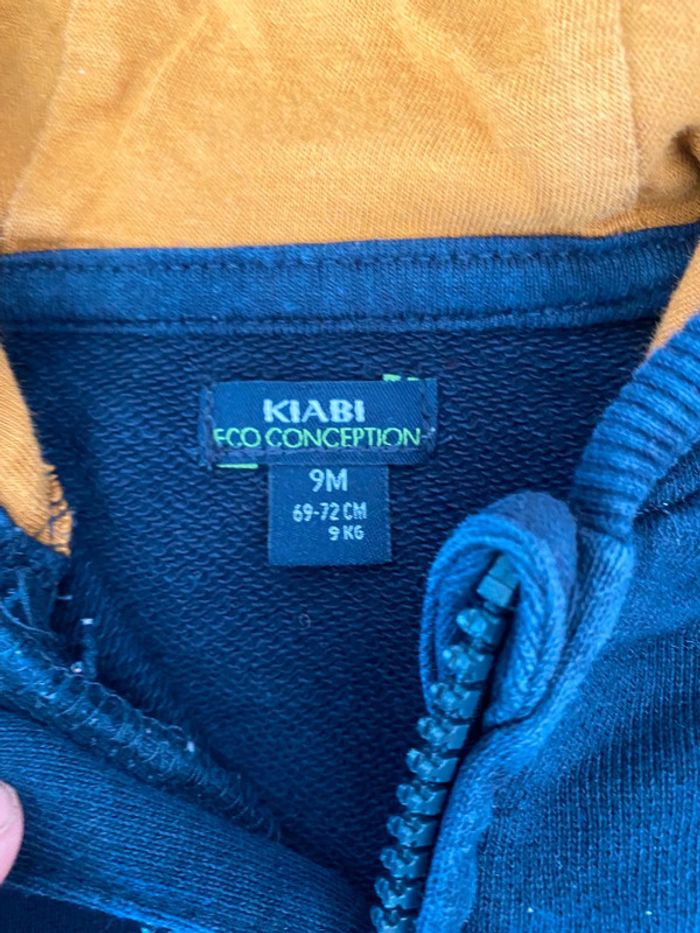 KIABI
ECO CONCEPTION
9M
69-72 CM
9 KG